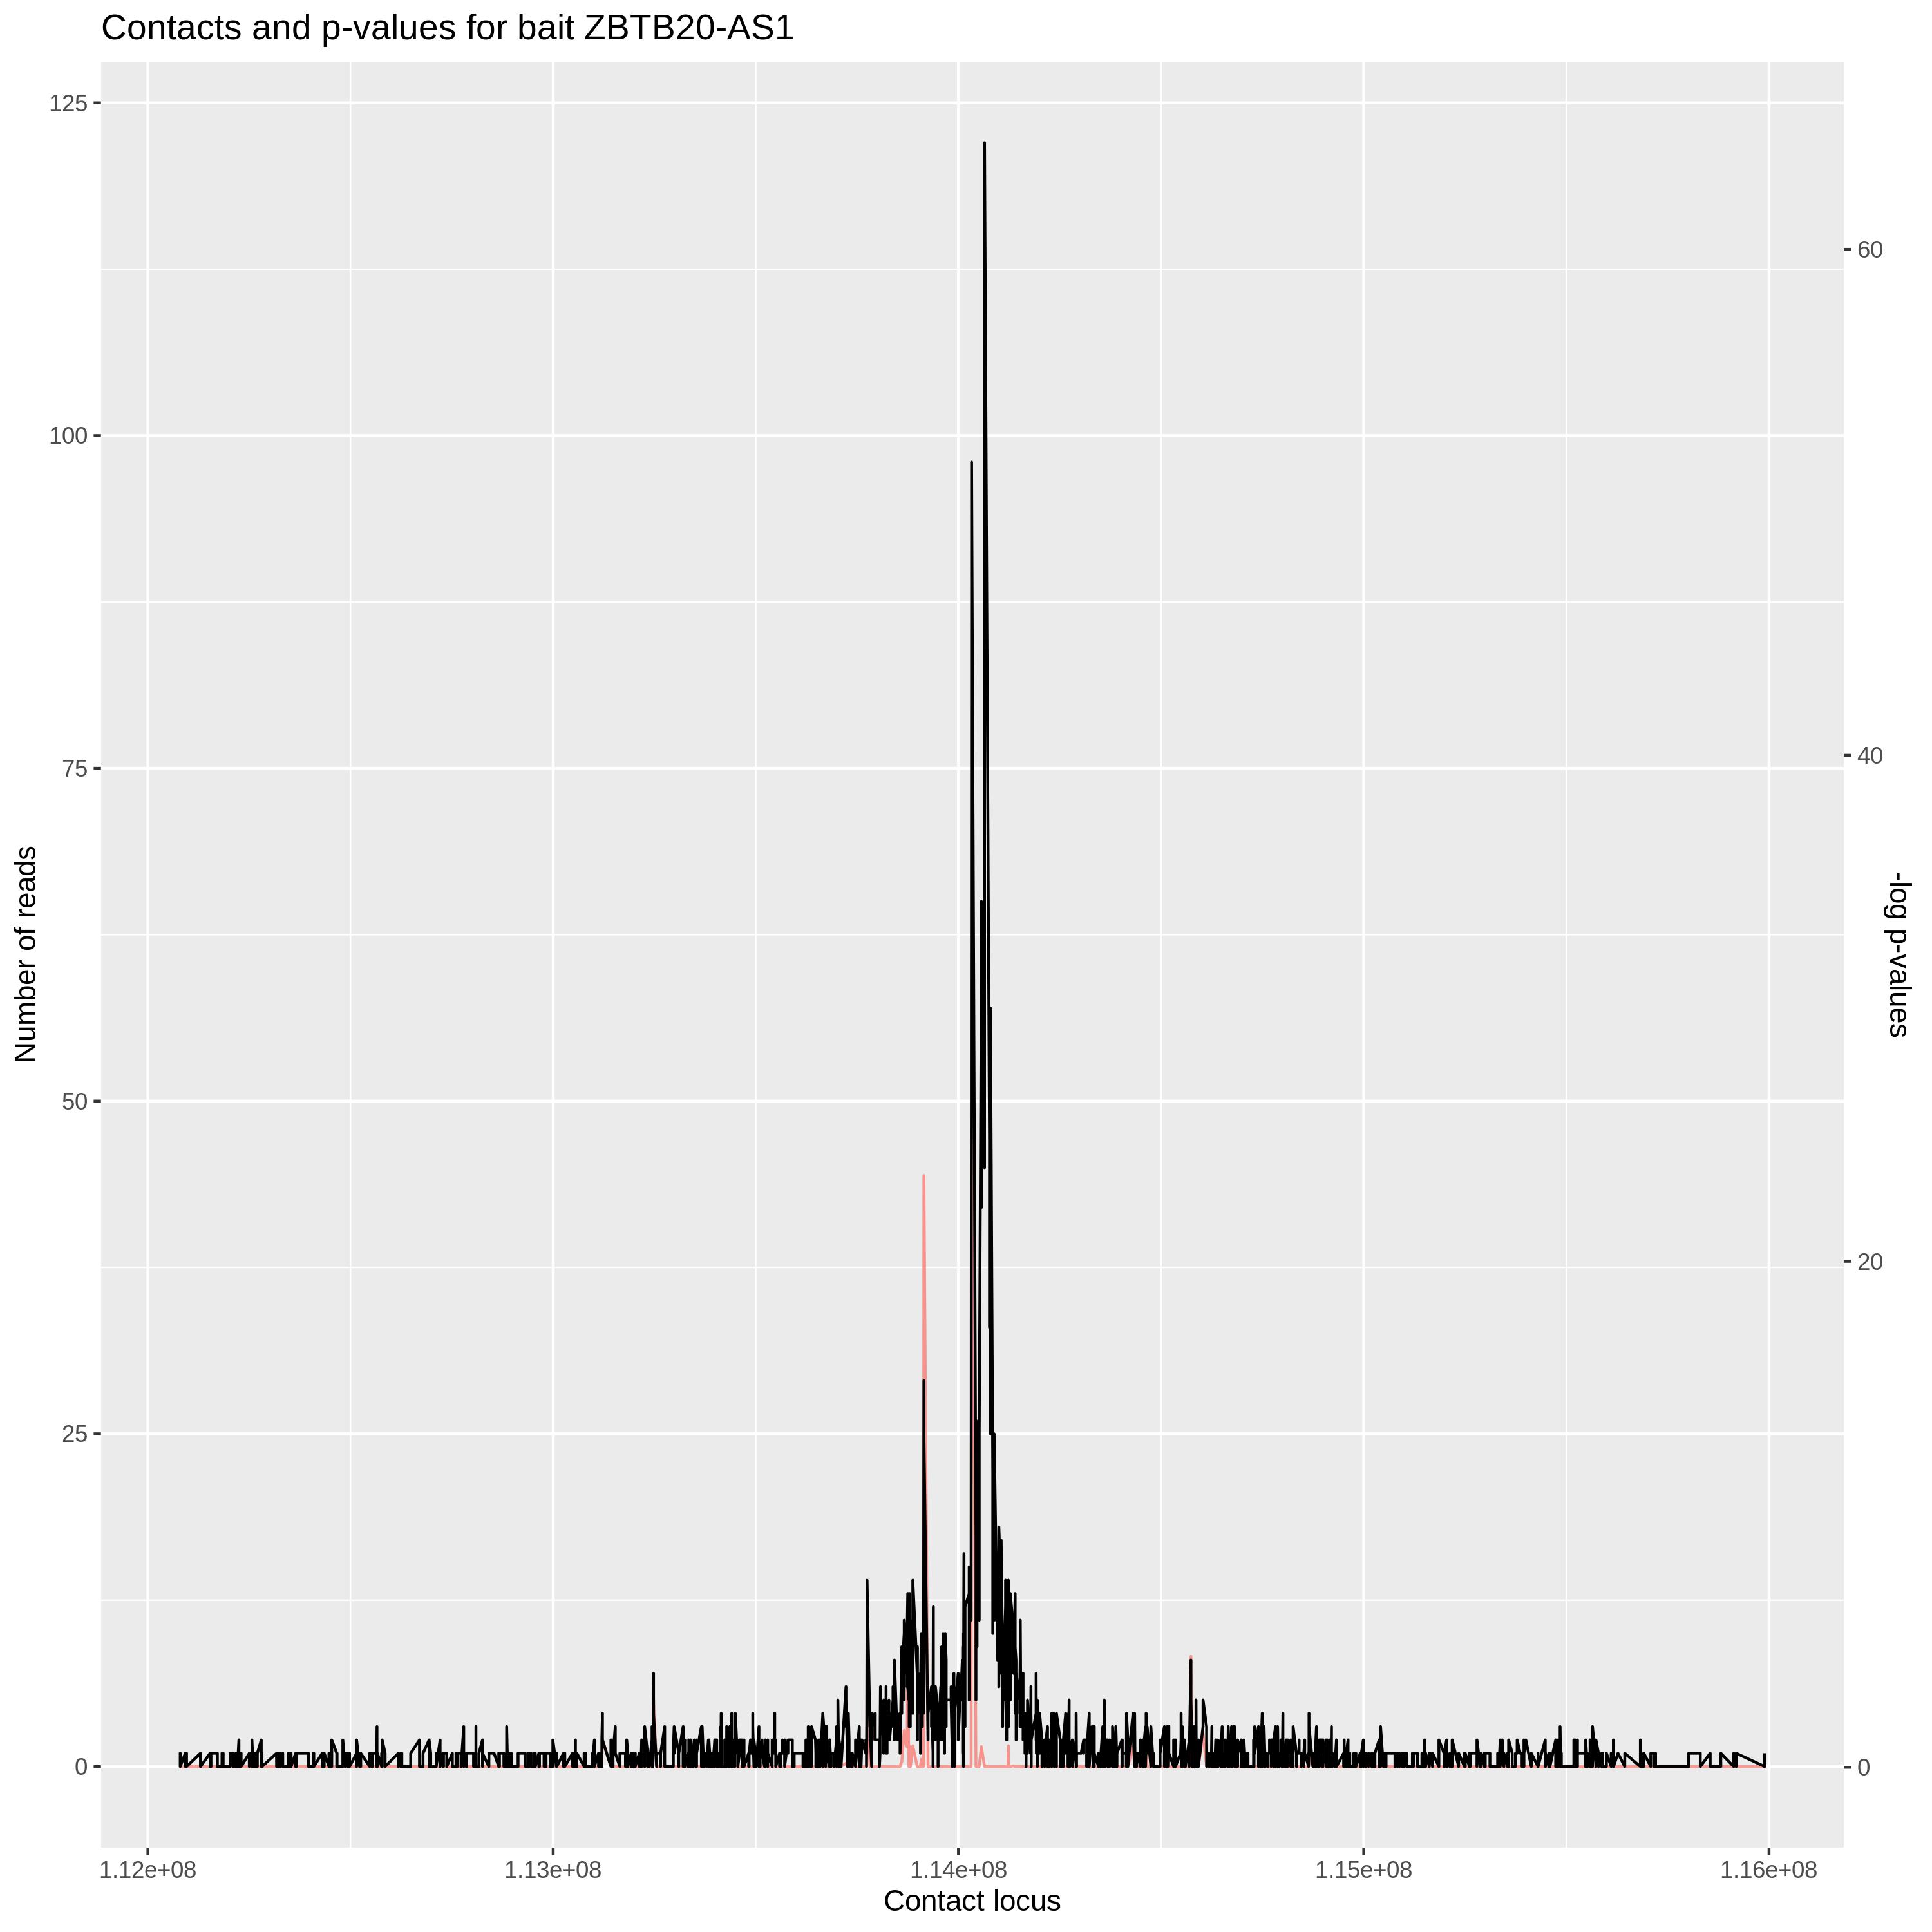 Contacts and p-values for bait ZBTB20-AS1
125
100
75
50
25
0
Number of reads
60
40
20
0
-log p-values
1.12e+08
1.13e+08
1.14e+08
1.15e+08
1.16e+08
Contact locus